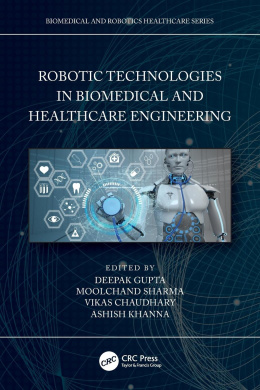 BIOMEDICAL AND ROBOTICS HEALTHCARE SERIES
ROBOTIC TECHNOLOGIES
IN BIOMEDICAL AND
HEALTHCARE ENGINEERING
EDITED BY
DEEPAK GUPTA
MOOLCHAND SHARMA
VIKAS CHAUDHARY
ASHISH KHANNA
CRC
CRC Press
Taylor & Francis Group